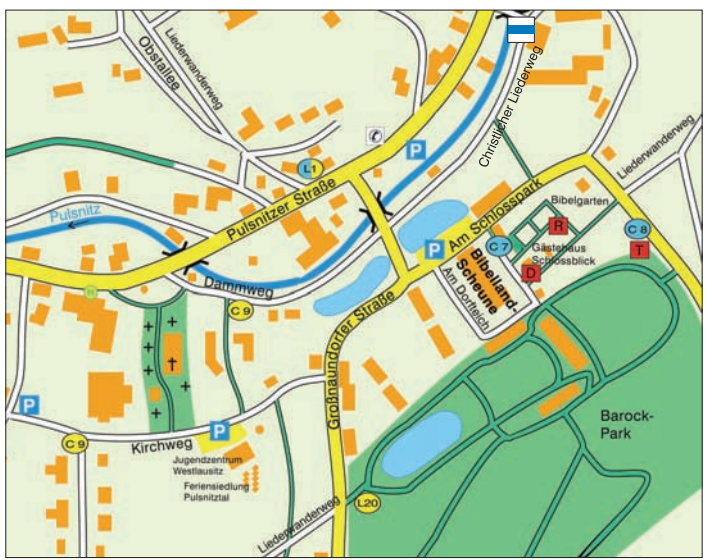 Obstallee
Liederwanderweg
Christlicher Liederweg
Liederwanderweg
P
L1
Pulsnitzer Straße
Pulsnitz
Am Schlosspark
Bibelgarten
R
C 7
C 8
T
Gästehaus
Schlossblick
D
P
Bibelland-
Scheune
Am Dorfteich
Dammweg
H
C 9
Großnaundorfer Straße
P
P
C 9
Kirchweg
Jugendzentrum
Westlausitz
Feriensiedlung
Pulsnitztal
Barock-
Park
L20
Liederwanderweg